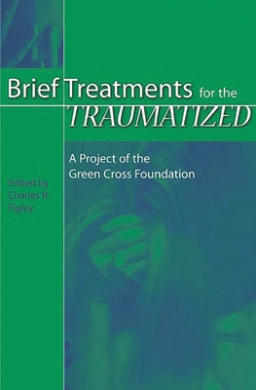 Brief Treatments for the
TRAUMATIZED
A Project of the
Green Cross Foundation
Edited by
Charles R.
Figley